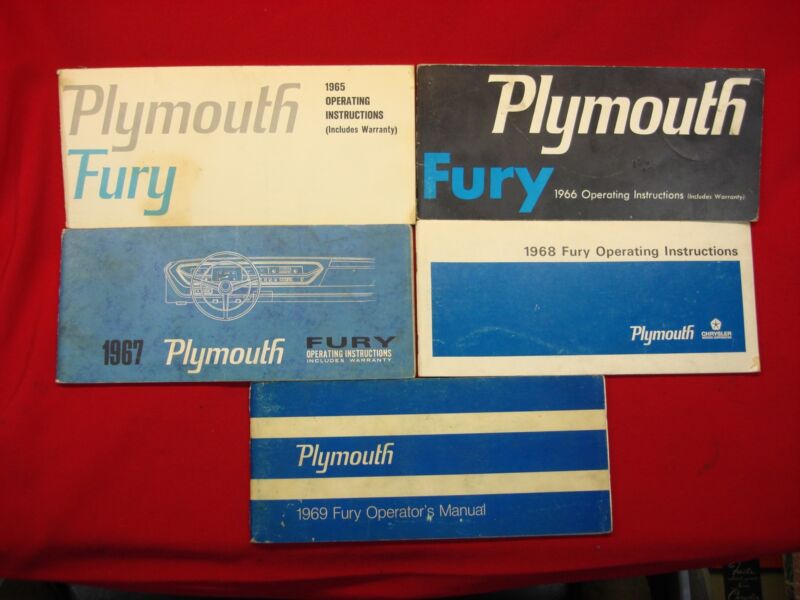 Plymouth
Fury
1965
OPERATING
INSTRUCTIONS
(Includes Warranty)
Plymouth
Fury
1966 Operating Instructions (Includes Warranty)
1967 Plymouth
FURY
OPERATING INSTRUCTIONS
INCLUDES WARRANTY
1968 Fury Operating Instructions
Plymouth
CHRYSLER
Plymouth
1969 Fury Operator's Manual